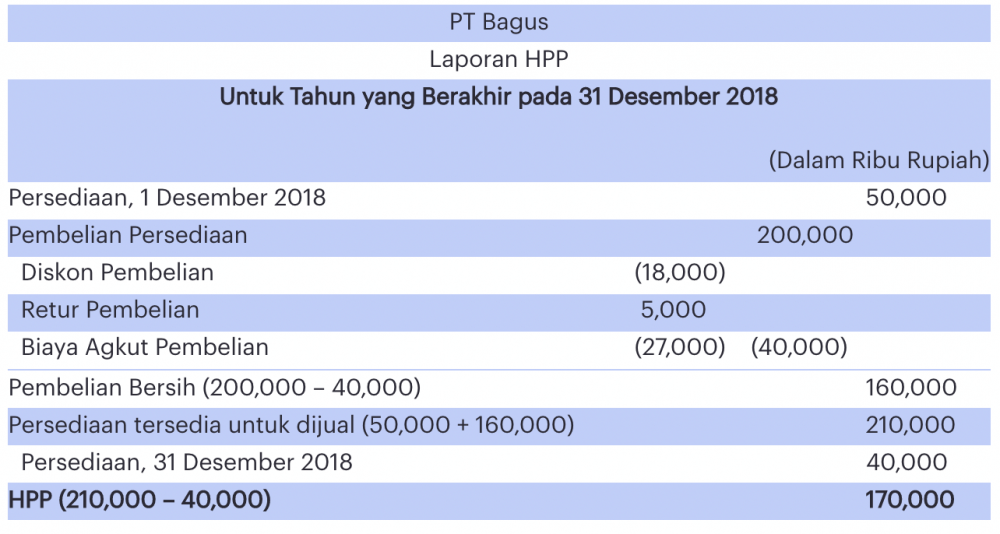 PT Bagus
Laporan HPP
Untuk Tahun yang Berakhir pada 31 Desember 2018
(Dalam Ribu Rupiah)
Persediaan, 1 Desember 2018 50,000
Pembelian Persediaan 200,000
Diskon Pembelian (18,000)
Retur Pembelian 5,000
Biaya Agkut Pembelian (27,000) (40,000)
Pembelian Bersih (200,000 – 40,000) 160,000
Persediaan tersedia untuk dijual (50,000 + 160,000) 210,000
Persediaan, 31 Desember 2018 40,000
HPP (210,000 – 40,000) 170,000